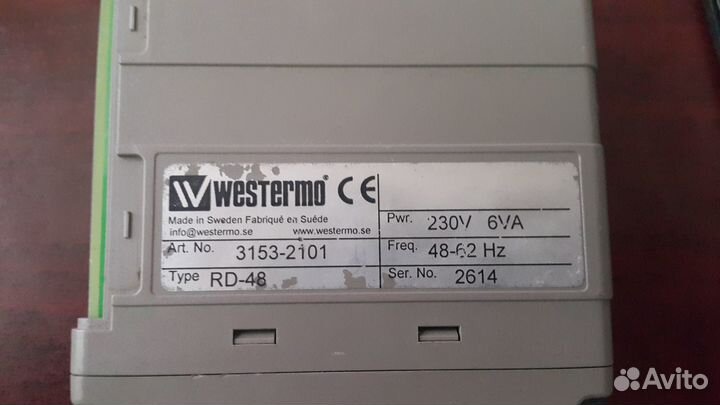 W westermo® CE
Made in Sweden Fabriqué en Suède
info@westermo.se www.westermo.se
Art. No. 3153-2101
Type RD-48
Pwr. 230V 6VA
Freq. 48-62 Hz
Ser. No. 2614
Avito